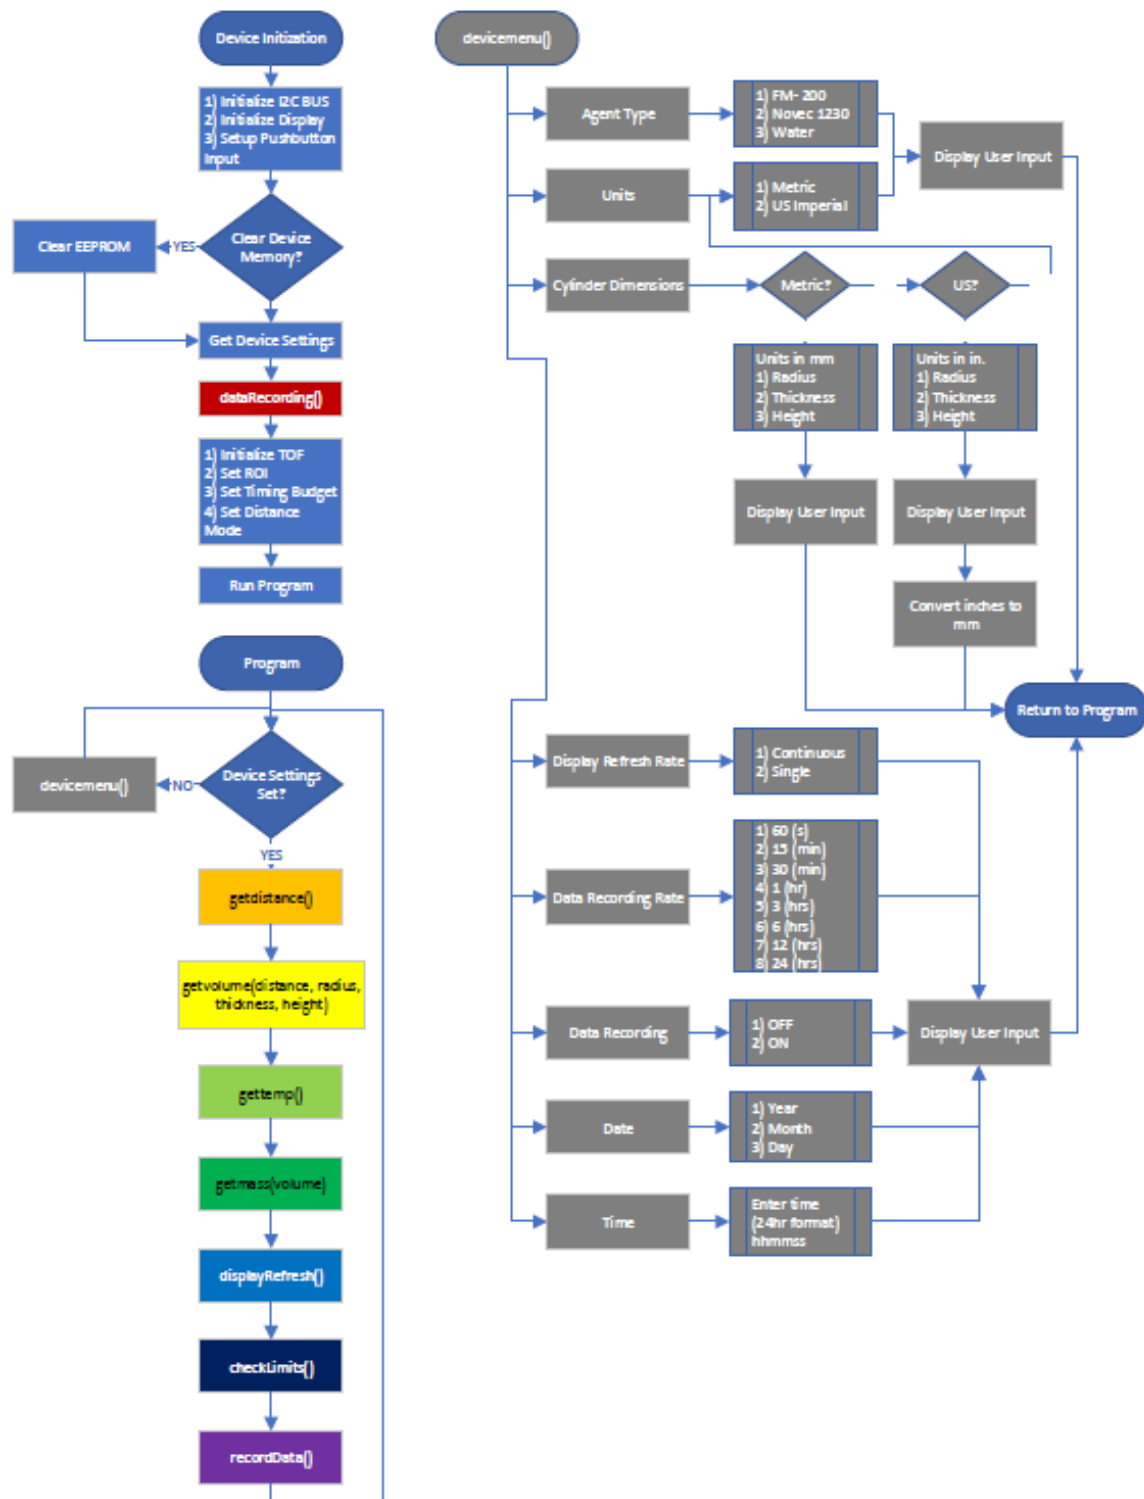 Device Initization
1) Initialize I2C BUS
2) Initialize Display
3) Setup Pushbutton
Input
Clear Device
Memory?
YES
Clear EEPROM
Get Device Settings
dataRecording()
1) Initialize TOF
2) Set ROI
3) Set Timing Budget
4) Set Distance
Mode
Run Program
Program
Device Settings
Set?
NO
devicemenu()
YES
getdistance()
getvolume(distance, radius,
thickness, height)
gettemp()
getmass(volume)
displayRefresh()
checkLimits()
recordData()
devicemenu()
Agent Type
1) FM- 200
2) Novec 1230
3) Water
Display User Input
Units
1) Metric
2) US Imperial
Cylinder Dimensions
Metric?
US?
Units in mm
1) Radius
2) Thickness
3) Height
Units in in.
1) Radius
2) Thickness
3) Height
Display User Input
Display User Input
Convert inches to
mm
Return to Program
Display Refresh Rate
1) Continuous
2) Single
Data Recording Rate
1) 60 (s)
2) 15 (min)
3) 30 (min)
4) 1 (hr)
5) 3 (hrs)
6) 6 (hrs)
7) 12 (hrs)
8) 24 (hrs)
Data Recording
1) OFF
2) ON
Display User Input
Date
1) Year
2) Month
3) Day
Time
Enter time
(24hr format)
hhmmss